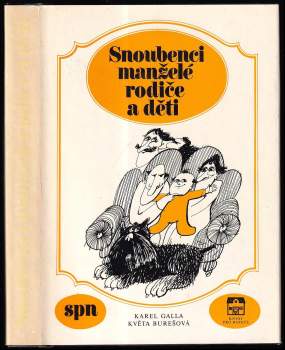 Snoubenci
manželé
rodiče
a děti
spn
KAREL GALLA
KVĚTA BUREŠOVÁ